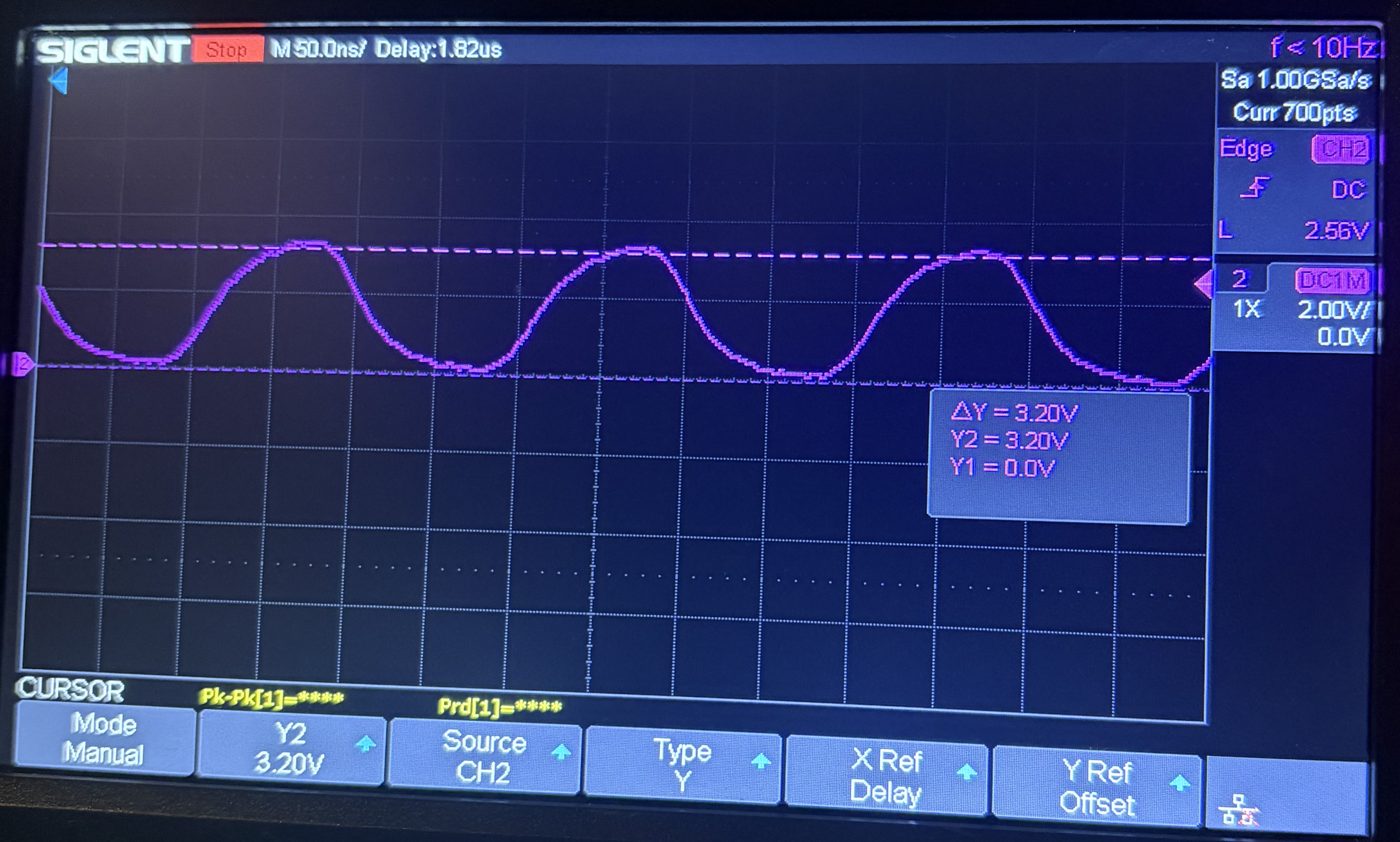 SIGLENT Stop M 50.0ns/ Delay:1.82us f < 10Hz
Sa 1.00GSa/s
Curr 700pts
Edge CH2
DC
L 2.56V
2 DC1M
1X 2.00V/
0.0V
2
ΔY = 3.20V
Y2 = 3.20V
Y1 = 0.0V
CURSOR Pk-Pk[1]=**** Prd[1]=****
Mode
Manual
Y2
3.20V
Source
CH2
Type
Y
X Ref
Delay
Y Ref
Offset